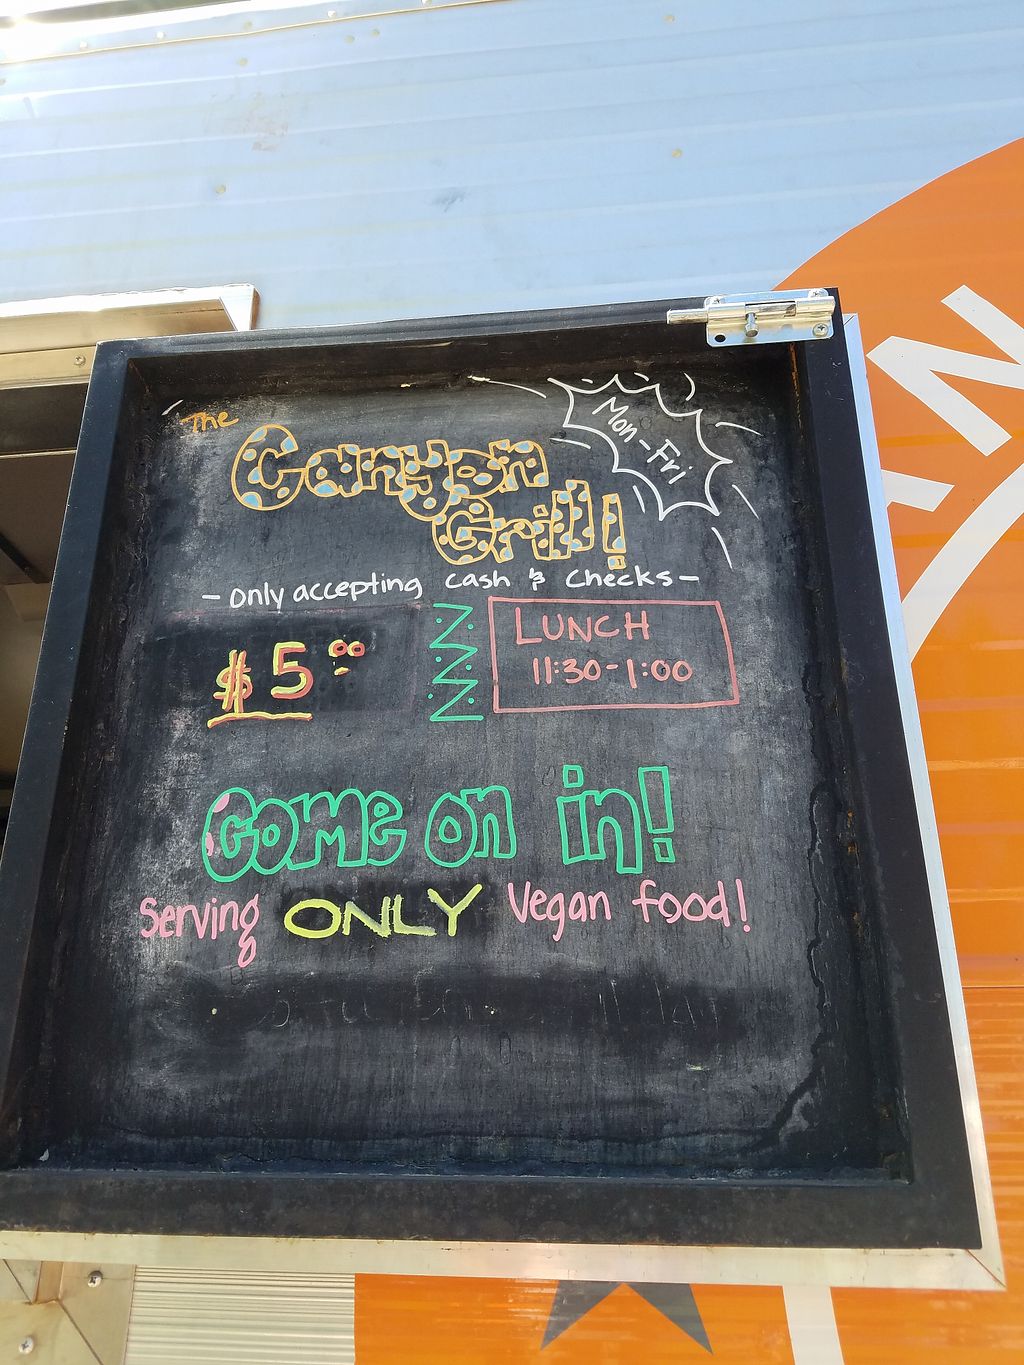 The
Canyon
Grill!
Mon-Fri
- only accepting cash & checks -
$5.00
LUNCH
11:30-1:00
Come on in!
Serving ONLY Vegan food!
AN